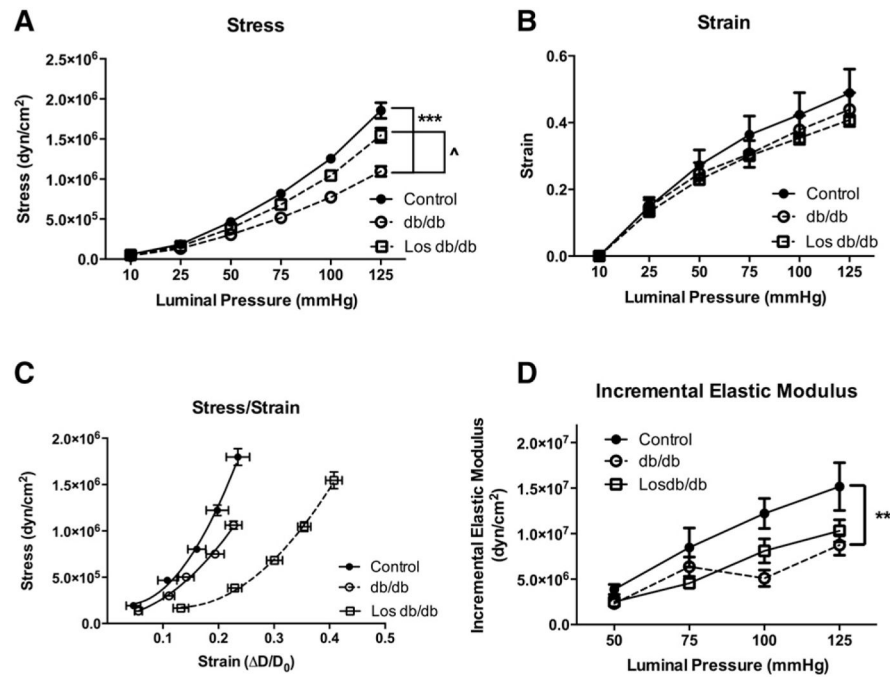 A
Stress
Stress (dyn/cm²)
2.5×10⁶
2.0×10⁶
1.5×10⁶
1.0×10⁶
5.0×10⁵
0.0
10 25 50 75 100 125
Luminal Pressure (mmHg)
***
^
Control
db/db
Los db/db
B
Strain
Strain
0.6
0.4
0.2
0.0
10 25 50 75 100 125
Luminal Pressure (mmHg)
Control
db/db
Los db/db
C
Stress/Strain
Stress (dyn/cm²)
2.0×10⁶
1.5×10⁶
1.0×10⁶
5.0×10⁵
0.0
0.1 0.2 0.3 0.4 0.5
Strain (ΔD/D₀)
Control
db/db
Los db/db
D
Incremental Elastic Modulus
Incremental Elastic Modulus
(dyn/cm²)
2.0×10⁷
1.5×10⁷
1.0×10⁷
5.0×10⁶
0.0
50 75 100 125
Luminal Pressure (mmHg)
Control
db/db
Losdb/db
**